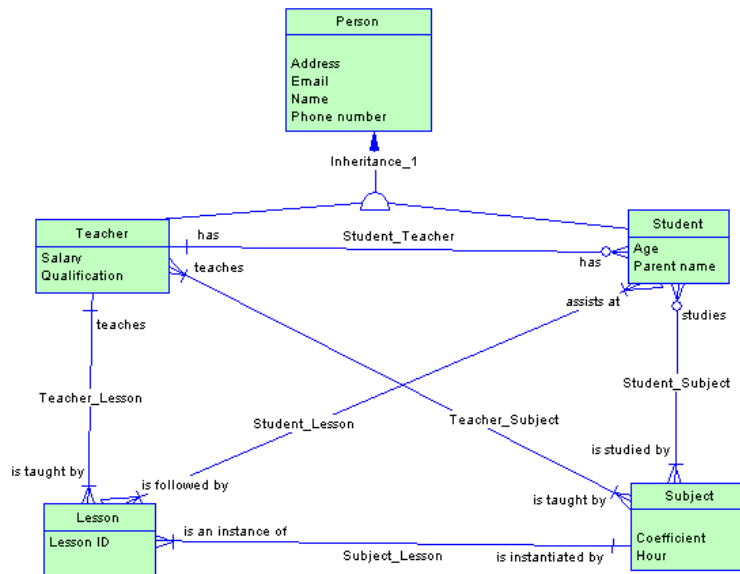 Person
Address
Email
Name
Phone number
Inheritance_1
Teacher
Salary
Qualification
has
Student_Teacher
has
Student
Age
Parent name
teaches
assists at
studies
teaches
Teacher_Lesson
Student_Lesson
Teacher_Subject
Student_Subject
is studied by
is taught by
is followed by
is taught by
Lesson
Lesson ID
is an instance of
Subject_Lesson
is instantiated by
Subject
Coefficient
Hour